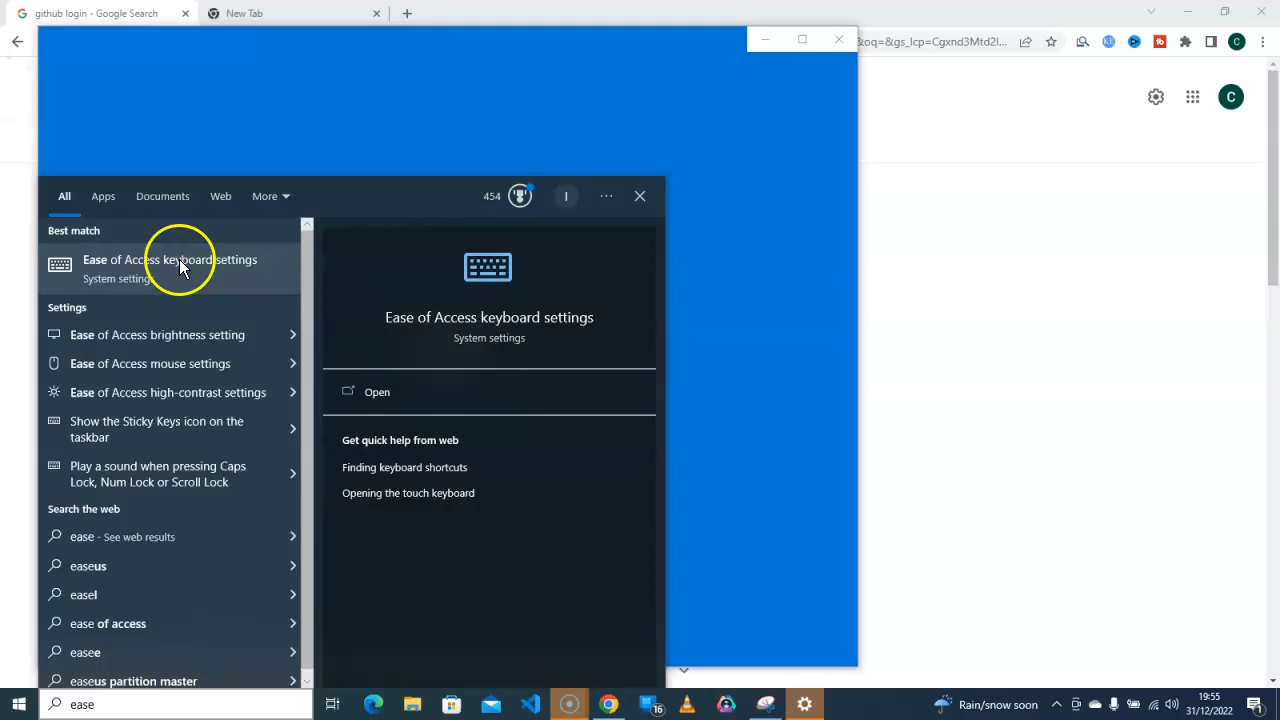 github login - Google Search
New Tab
&oq=&gs_lcp=Cgxnd3Mtd2l...
C
C
All
Apps
Documents
Web
More
454
I
Best match
Ease of Access keyboard settings
System settings
Settings
Ease of Access brightness setting
Ease of Access mouse settings
Ease of Access high-contrast settings
Show the Sticky Keys icon on the
taskbar
Play a sound when pressing Caps
Lock, Num Lock or Scroll Lock
Search the web
ease - See web results
easeus
easel
ease of access
easee
easeus partition master
Ease of Access keyboard settings
System settings
Open
Get quick help from web
Finding keyboard shortcuts
Opening the touch keyboard
ease
16
Rain/snow soon
19:55
31/12/2022
1